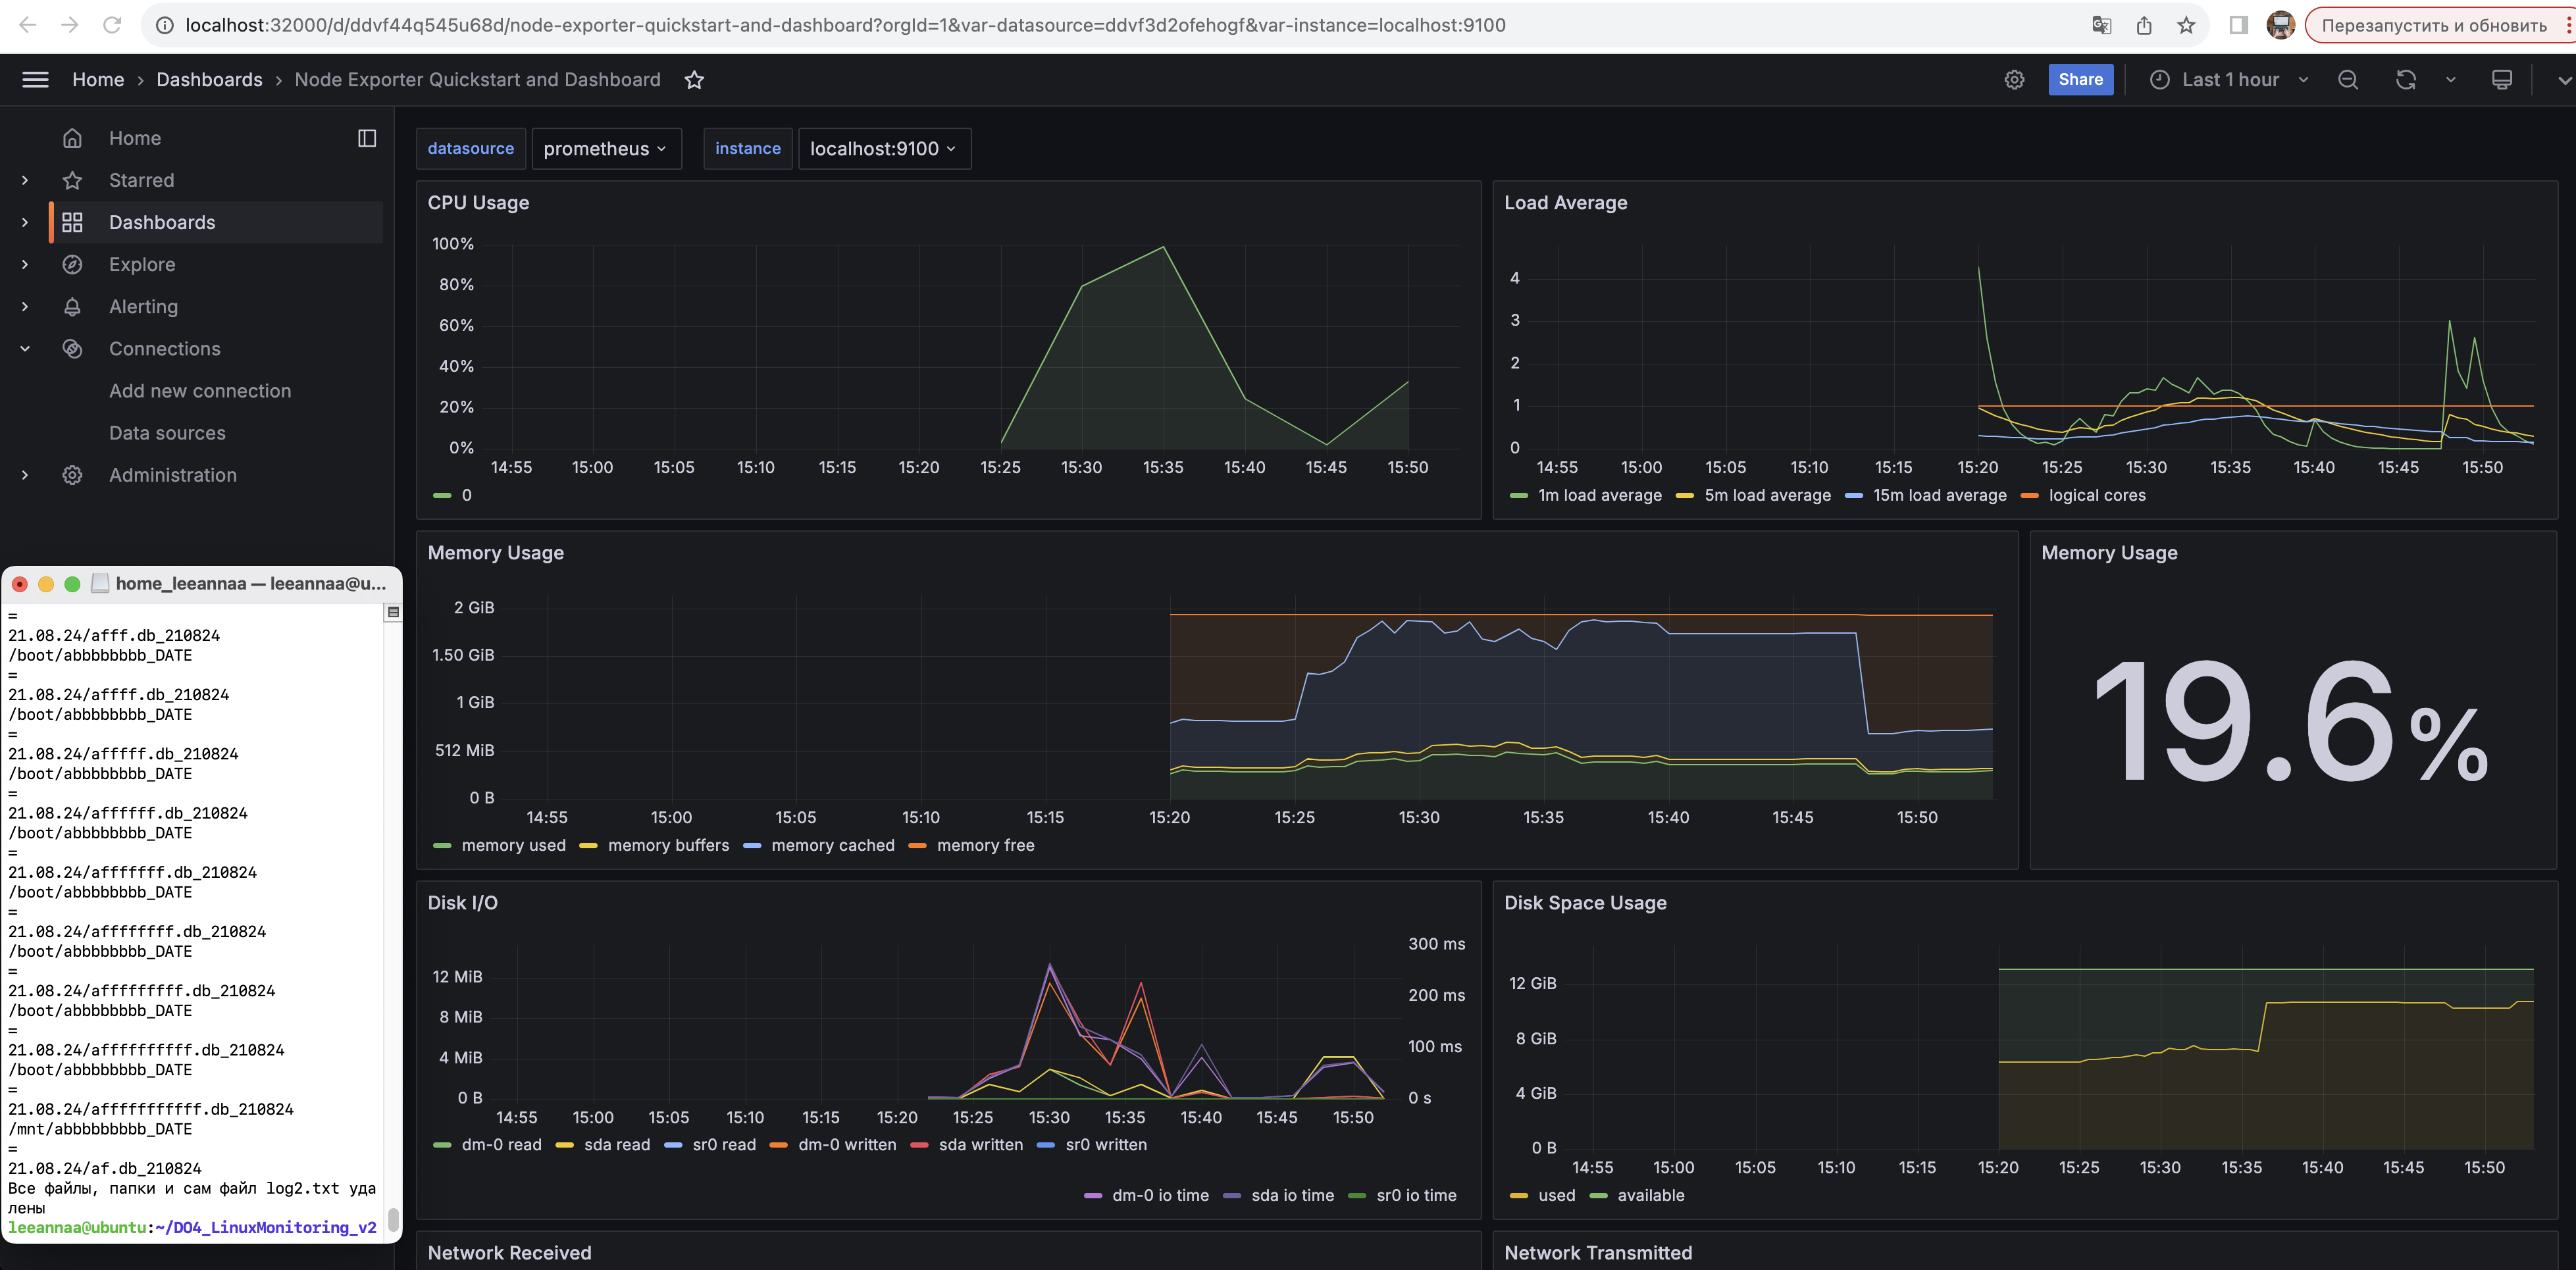 localhost:32000/d/ddvf44q545u68d/node-exporter-quickstart-and-dashboard?orgId=1&var-datasource=ddvf3d2ofehogf&var-instance=localhost:9100
Перезапустить и обновить
Home › Dashboards › Node Exporter Quickstart and Dashboard
Share
Last 1 hour
Home
Starred
Dashboards
Explore
Alerting
Connections
Add new connection
Data sources
Administration
datasource prometheus instance localhost:9100
CPU Usage
100%
80%
60%
40%
20%
0%
14:55 15:00 15:05 15:10 15:15 15:20 15:25 15:30 15:35 15:40 15:45 15:50
0
Load Average
4
3
2
1
0
14:55 15:00 15:05 15:10 15:15 15:20 15:25 15:30 15:35 15:40 15:45 15:50
1m load average 5m load average 15m load average logical cores
Memory Usage
2 GiB
1.50 GiB
1 GiB
512 MiB
0 B
14:55 15:00 15:05 15:10 15:15 15:20 15:25 15:30 15:35 15:40 15:45 15:50
memory used memory buffers memory cached memory free
Memory Usage
19.6%
Disk I/O
12 MiB
8 MiB
4 MiB
0 B
300 ms
200 ms
100 ms
0 s
14:55 15:00 15:05 15:10 15:15 15:20 15:25 15:30 15:35 15:40 15:45 15:50
dm-0 read sda read sr0 read dm-0 written sda written sr0 written
dm-0 io time sda io time sr0 io time
Disk Space Usage
12 GiB
8 GiB
4 GiB
0 B
14:55 15:00 15:05 15:10 15:15 15:20 15:25 15:30 15:35 15:40 15:45 15:50
used available
Network Received
Network Transmitted
home_leeannaa — leeannaa@u...
=
21.08.24/afff.db_210824
/boot/abbbbbbbb_DATE
=
21.08.24/affff.db_210824
/boot/abbbbbbbb_DATE
=
21.08.24/afffff.db_210824
/boot/abbbbbbbb_DATE
=
21.08.24/affffff.db_210824
/boot/abbbbbbbb_DATE
=
21.08.24/afffffff.db_210824
/boot/abbbbbbbb_DATE
=
21.08.24/affffffff.db_210824
/boot/abbbbbbbb_DATE
=
21.08.24/afffffffff.db_210824
/boot/abbbbbbbb_DATE
=
21.08.24/affffffffff.db_210824
/boot/abbbbbbbb_DATE
=
21.08.24/afffffffffff.db_210824
/mnt/abbbbbbbbb_DATE
=
21.08.24/af.db_210824
Все файлы, папки и сам файл log2.txt уда
лены
leeannaa@ubuntu:~/DO4_LinuxMonitoring_v2